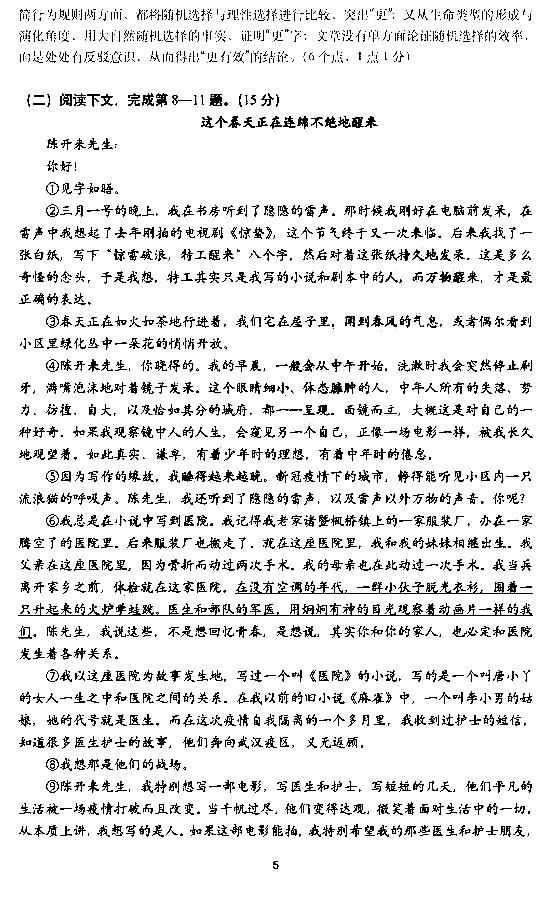 简行为规则两方面、都将随机选择与理性选择进行比较、突出“更”；又从生命类型的形成与
演化角度、用大自然随机选择的事实、证明“更”字；文章没有单方面论证随机选择的效率，
而是处处有反驳意识、从而得出“更有效”的结论。（6个点、1点1分）
（二）阅读下文，完成第8—11题。（15分）
这个春天正在连绵不绝地醒来
陈开来先生：
你好！
①见字如晤。
②三月一号的晚上，我在书房听到了隐隐的雷声。那时候我刚好在电脑前发呆，在
雷声中我想起了去年刚拍的电视剧《惊蛰》，这个节气终于又一次来临。后来我找了一
张白纸，写下“惊雷破浪，特工醒来”八个字，然后对着这张纸持久地发呆。这是多么
奇怪的念头，于是我想，特工其实只是我写的小说和剧本中的人，而万物醒来，才是最
正确的表达。
③春天正在如火如荼地行进着，我们宅在屋子里，闻到春风的气息，或者偶尔看到
小区里绿化丛中一朵花的悄悄开放。
④陈开来先生，你晓得的。我的早晨，一般会从中午开始。洗漱时我会突然停止刷
牙，满嘴泡沫地对着镜子发呆。这个眼睛细小、体态臃肿的人，中年人所有的失落、努
力、彷徨、自大，以及恰如其分的城府，都一一呈现。面镜而立，大概这是对自己的一
种好奇。如果我观察镜中人的人生，会窥见另一个自己，正像一场电影一样，被我长久
地观望着。如此真实、谦卑，有着少年时的理想，有着中年时的倦怠。
⑤因为写作的缘故，我睡得越来越晚。新冠疫情下的城市，静得能听见小区内一只
流浪猫的呼吸声。陈先生，我还听到了隐隐的雷声，以及雷声以外万物的声音。你呢？
⑥我总是在小说中写到医院。我记得我老家诸暨枫桥镇上的一家服装厂，办在一家
腾空了的医院里。后来服装厂也搬走了。就在这座医院里，我和我的妹妹相继出生。我
父亲在这座医院里，因为骨折而动过两次手术。我的母亲也在此动过一次手术。我当兵
离开家乡之前，体检就在这家医院。在没有空调的年代，一群小伙子脱光衣衫，围着一
只升起来的火炉学蛙跳。医生和部队的军医，用炯炯有神的目光观察着动画片一样的我
们。陈先生，我说这些，不是想回忆青春，是想说，其实你和你的家人，也必定和医院
发生着各种关系。
⑦我以这座医院为故事发生地，写过一个叫《医院》的小说，写的是一个叫唐小丫
的女人一生之中和医院之间的关系。在我以前的旧小说《麻雀》中，一个叫李小男的姑
娘，她的代号就是医生。而在这次疫情自我隔离的一个多月里，我收到过护士的短信，
知道很多医生护士的故事，他们奔向武汉疫区，义无返顾。
⑧我想那是他们的战场。
⑨陈开来先生，我特别想写一部电影，写医生和护士，写短短的几天，他们平凡的
生活被一场疫情打破而且改变。当千帆过尽，他们变得达观，微笑着面对生活中的一切。
从本质上讲，我想写的是人。如果这部电影能拍，我特别希望我的那些医生和护士朋友，
5